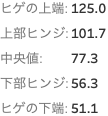 ヒゲの上端: 125.0
上部ヒンジ: 101.7
中央値: 77.3
下部ヒンジ: 56.3
ヒゲの下端: 51.1